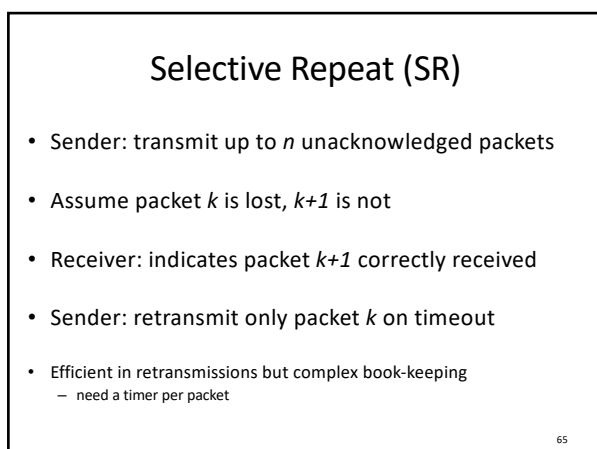 Selective Repeat (SR)
• Sender: transmit up to n unacknowledged packets
• Assume packet k is lost, k+1 is not
• Receiver: indicates packet k+1 correctly received
• Sender: retransmit only packet k on timeout
• Efficient in retransmissions but complex book-keeping
– need a timer per packet
65